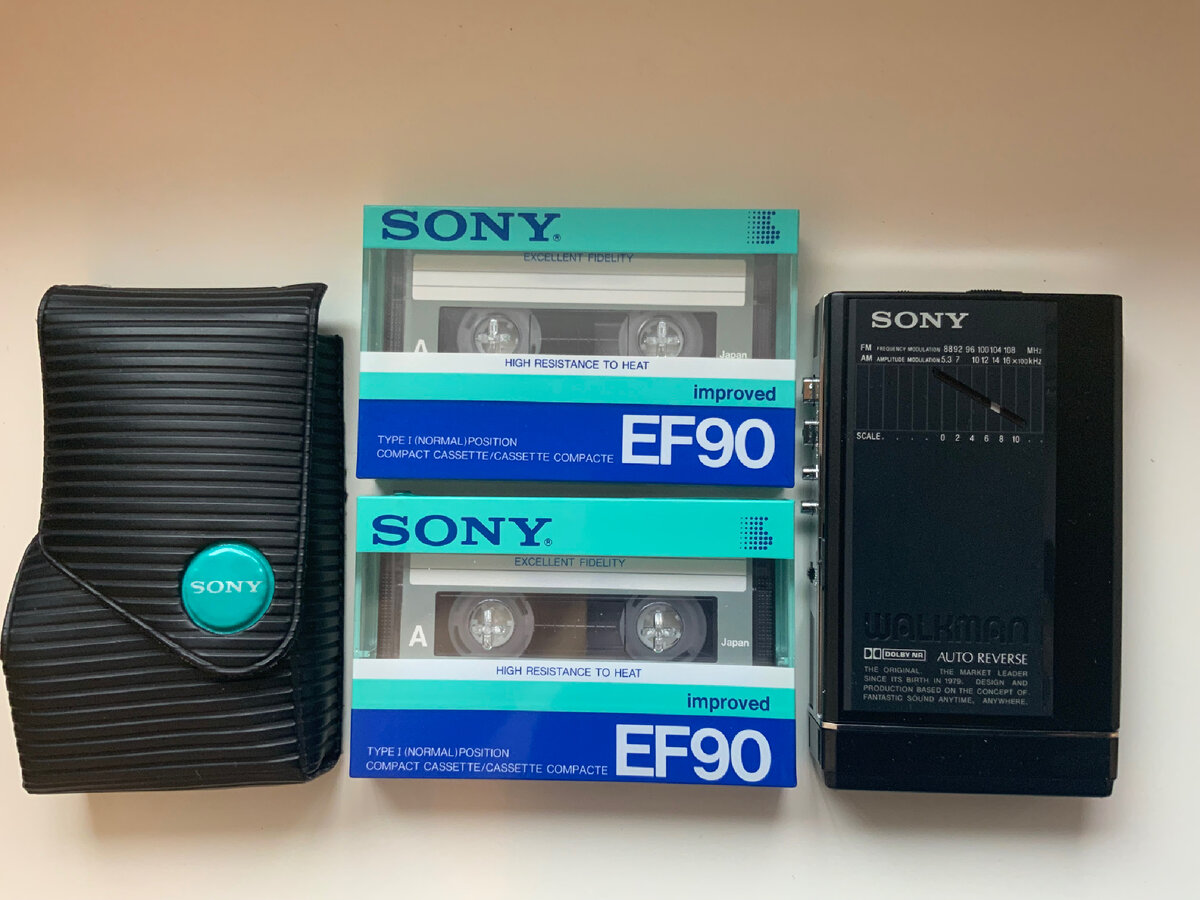 SONY
SONY®
EXCELLENT FIDELITY
A
Japan
HIGH RESISTANCE TO HEAT
improved
TYPE I (NORMAL) POSITION
COMPACT CASSETTE/CASSETTE COMPACTE
EF90
SONY®
EXCELLENT FIDELITY
A
Japan
HIGH RESISTANCE TO HEAT
improved
TYPE I (NORMAL) POSITION
COMPACT CASSETTE/CASSETTE COMPACTE
EF90
SONY
FM FREQUENCY MODULATION 88 92 96 100 104 108 MHz
AM AMPLITUDE MODULATION 5.3 7 10 12 14 16 ×100kHz
SCALE. . . . 0 2 4 6 8 10 . .
WALKMAN
DOLBY NR AUTO REVERSE
THE ORIGINAL. THE MARKET LEADER
SINCE ITS BIRTH IN 1979. DESIGN AND
PRODUCTION BASED ON THE CONCEPT OF
FANTASTIC SOUND ANYTIME, ANYWHERE.